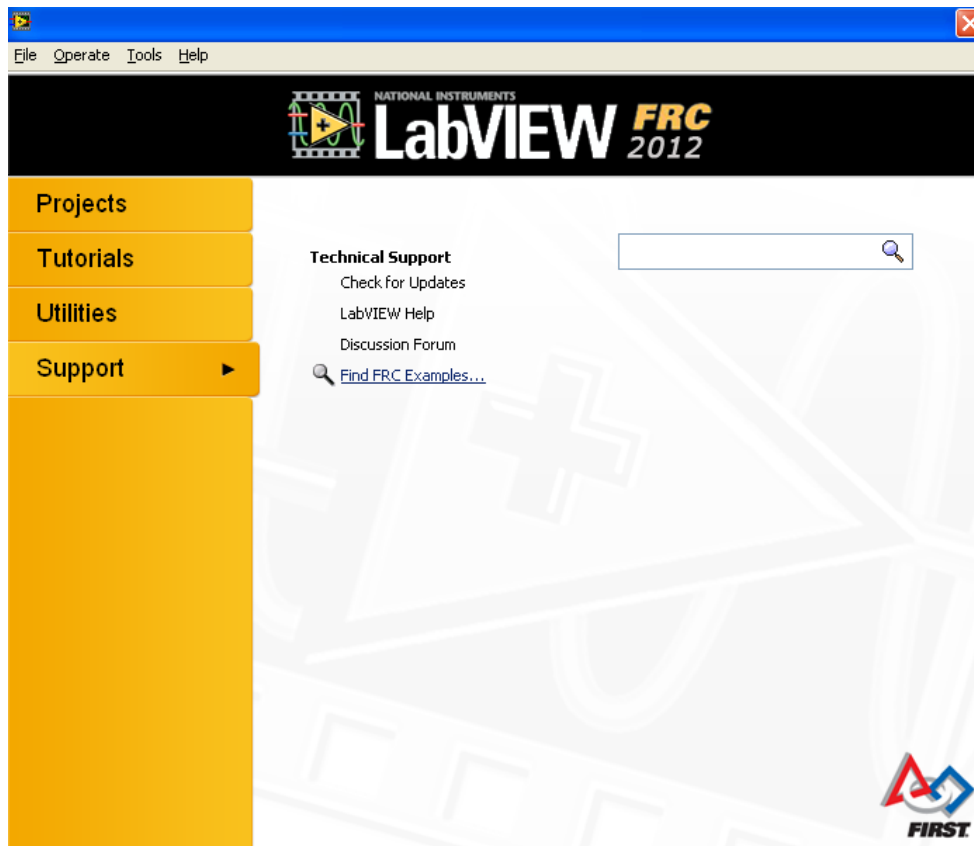 File Operate Tools Help
NATIONAL INSTRUMENTS
LabVIEW FRC 2012
Projects
Tutorials
Utilities
Support
Technical Support
Check for Updates
LabVIEW Help
Discussion Forum
Find FRC Examples...
FIRST